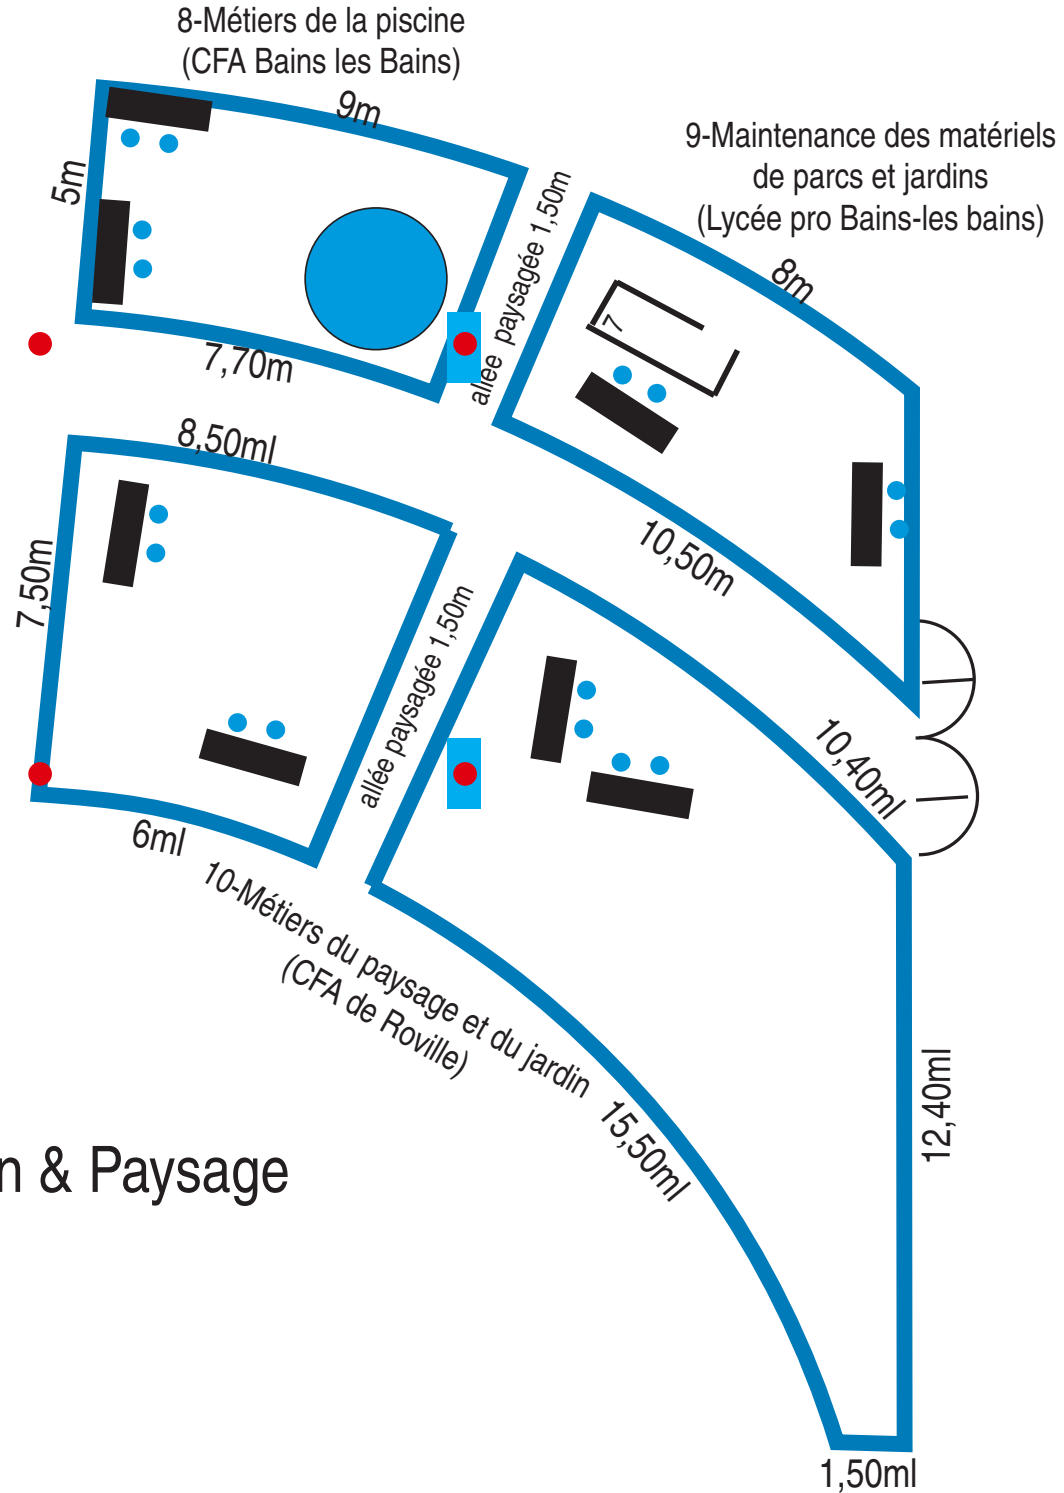 8-Métiers de la piscine
(CFA Bains les Bains)
9m
5m
7,70m
allée paysagée 1,50m
9-Maintenance des matériels
de parcs et jardins
(Lycée pro Bains-les bains)
8m
7
10,50m
8,50ml
7,50m
6ml
allée paysagée 1,50m
10,40ml
10-Métiers du paysage et du jardin
(CFA de Roville)
15,50ml
12,40ml
1,50ml
n & Paysage